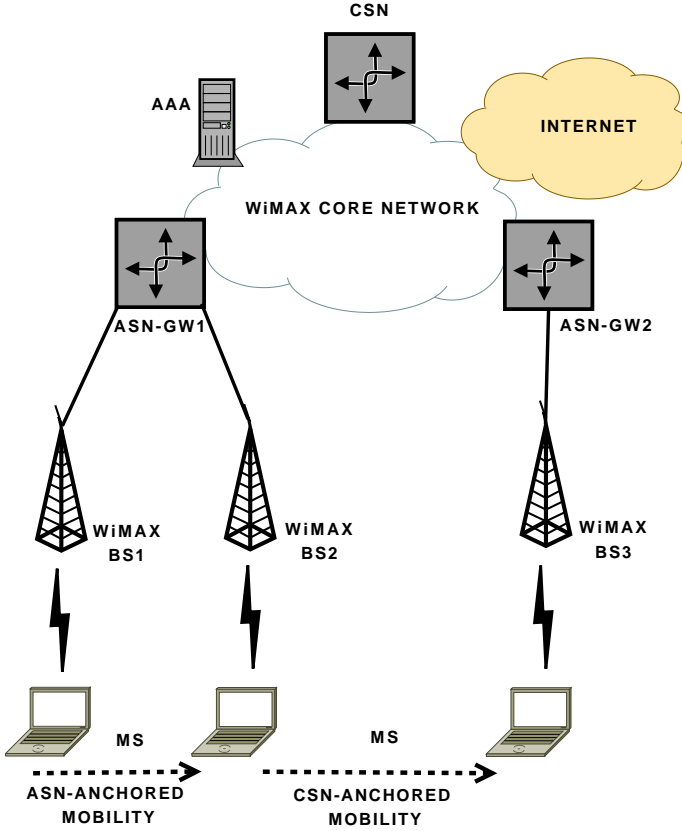 CSN
AAA
INTERNET
WiMAX CORE NETWORK
ASN-GW1
ASN-GW2
WiMAX
BS1
WiMAX
BS2
WiMAX
BS3
MS
MS
ASN-ANCHORED
MOBILITY
CSN-ANCHORED
MOBILITY